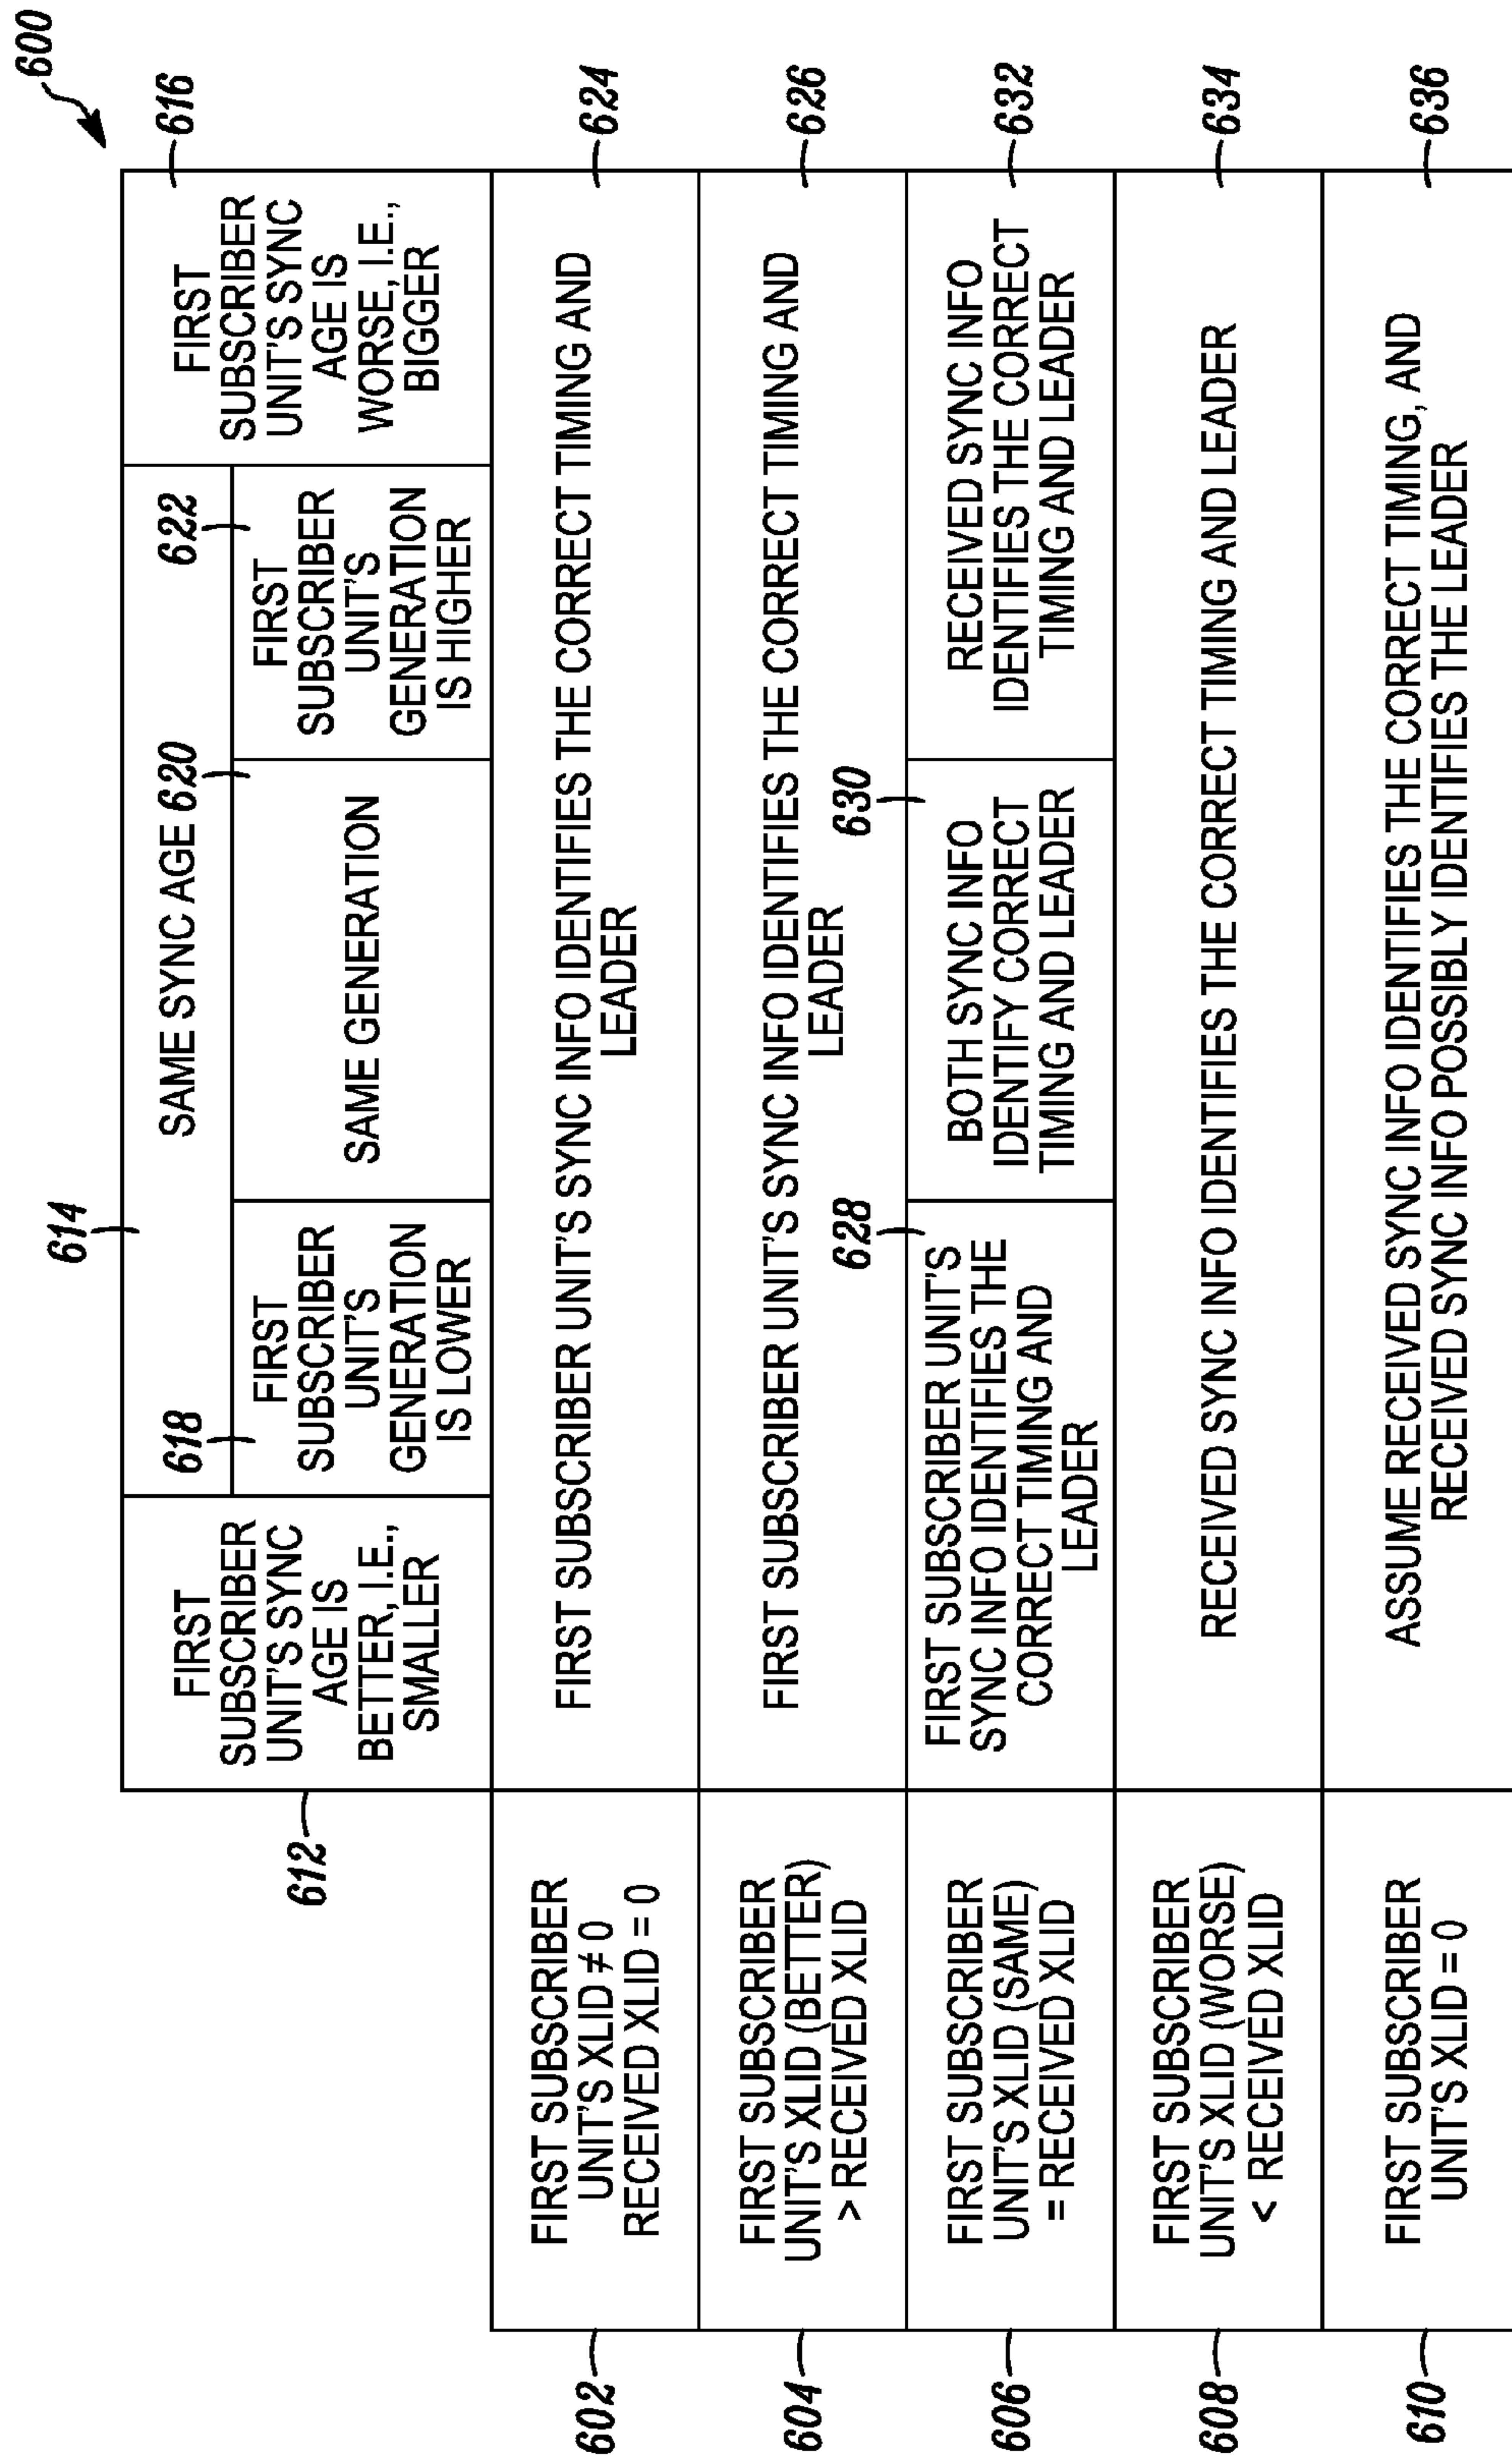 600
614
612
FIRST
SUBSCRIBER
UNIT'S SYNC
AGE IS
BETTER, I.E.,
SMALLER
SAME SYNC AGE
618
FIRST
SUBSCRIBER
UNIT'S
GENERATION
IS LOWER
620
SAME GENERATION
622
FIRST
SUBSCRIBER
UNIT'S
GENERATION
IS HIGHER
616
FIRST
SUBSCRIBER
UNIT'S SYNC
AGE IS
WORSE, I.E.,
BIGGER
602
FIRST SUBSCRIBER
UNIT'S XLID ≠ 0
RECEIVED XLID = 0
FIRST SUBSCRIBER UNIT'S SYNC INFO IDENTIFIES THE CORRECT TIMING AND
LEADER
624
604
FIRST SUBSCRIBER
UNIT'S XLID (BETTER)
> RECEIVED XLID
FIRST SUBSCRIBER UNIT'S SYNC INFO IDENTIFIES THE CORRECT TIMING AND
LEADER
626
606
FIRST SUBSCRIBER
UNIT'S XLID (SAME)
= RECEIVED XLID
628
FIRST SUBSCRIBER UNIT'S
SYNC INFO IDENTIFIES THE
CORRECT TIMING AND
LEADER
630
BOTH SYNC INFO
IDENTIFY CORRECT
TIMING AND LEADER
RECEIVED SYNC INFO
IDENTIFIES THE CORRECT
TIMING AND LEADER
632
608
FIRST SUBSCRIBER
UNIT'S XLID (WORSE)
< RECEIVED XLID
RECEIVED SYNC INFO IDENTIFIES THE CORRECT TIMING AND LEADER
634
610
FIRST SUBSCRIBER
UNIT'S XLID = 0
ASSUME RECEIVED SYNC INFO IDENTIFIES THE CORRECT TIMING, AND
RECEIVED SYNC INFO POSSIBLY IDENTIFIES THE LEADER
636